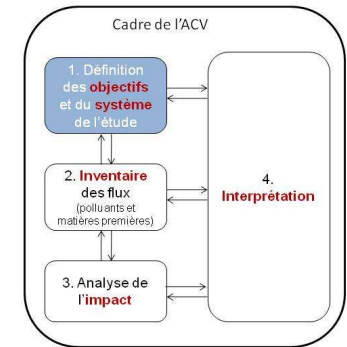 Cadre de l'ACV
1. Définition
des objectifs
et du système
de l'étude
2. Inventaire
des flux
(polluants et
matières premières)
3. Analyse de
l'impact
4.
Interprétation